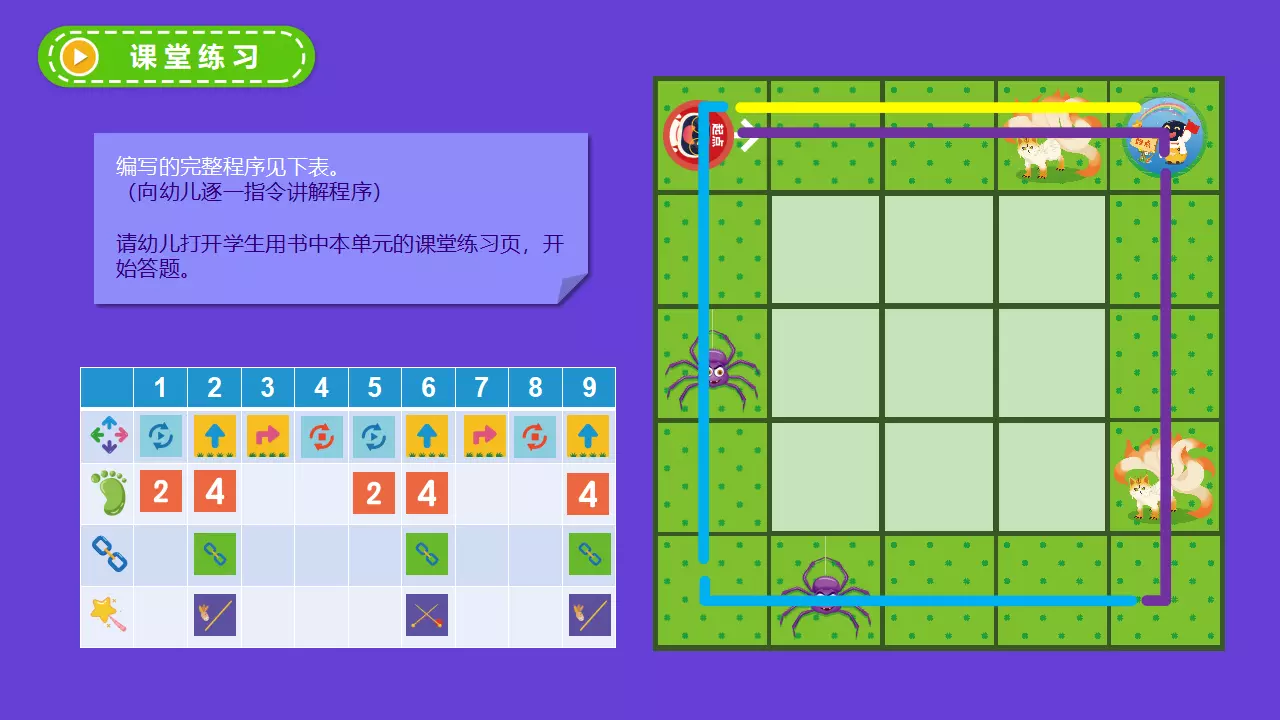 课堂练习
编写的完整程序见下表。
（向幼儿逐一指令讲解程序）
请幼儿打开学生用书中本单元的课堂练习页，开
始答题。
1 2 3 4 5 6 7 8 9
2 4 2 4 4
起点